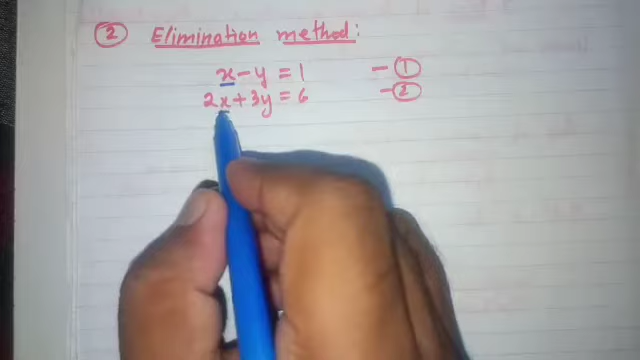 ② Elimination method:
x - y = 1 - ①
2x + 3y = 6 - ②